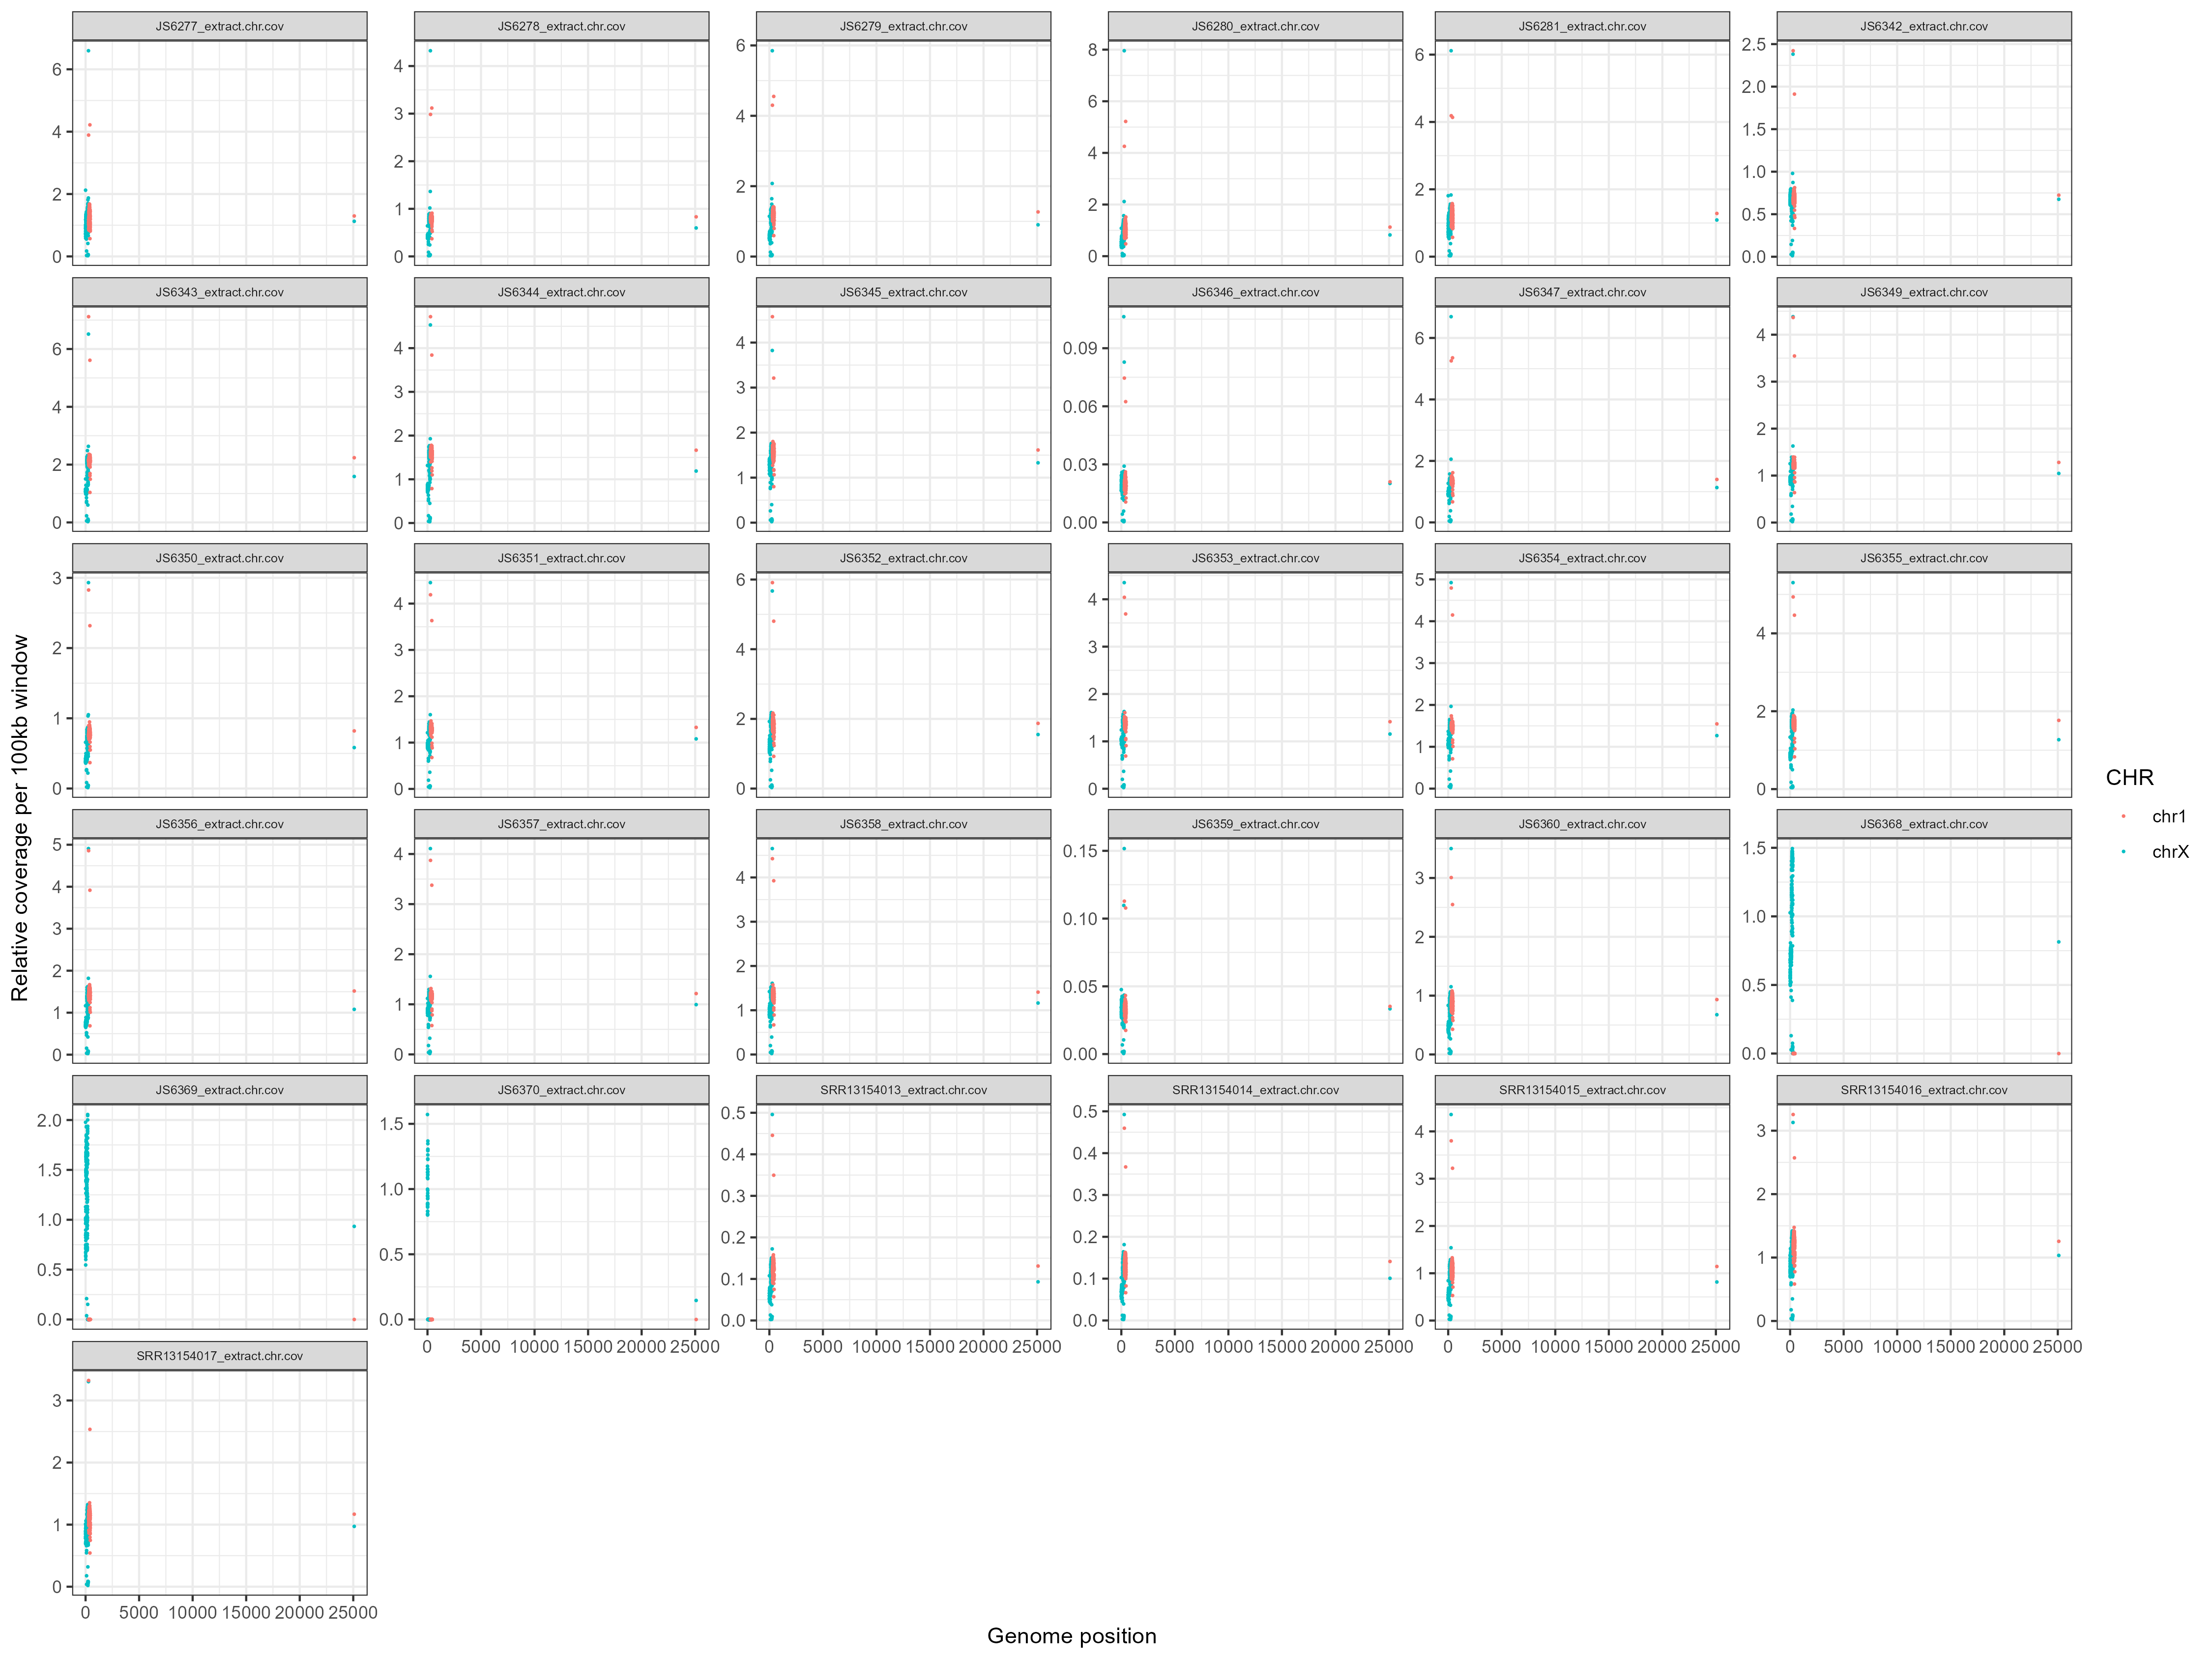 JS6277_extract.chr.cov JS6278_extract.chr.cov JS6279_extract.chr.cov JS6280_extract.chr.cov JS6281_extract.chr.cov JS6342_extract.chr.cov
6 4 2 0
4 3 2 1 0
6 4 2 0
8 6 4 2 0
6 4 2 0
2.5 2.0 1.5 1.0 0.5 0.0
JS6343_extract.chr.cov JS6344_extract.chr.cov JS6345_extract.chr.cov JS6346_extract.chr.cov JS6347_extract.chr.cov JS6349_extract.chr.cov
6 4 2 0
4 3 2 1 0
4 3 2 1 0
0.09 0.06 0.03 0.00
6 4 2 0
4 3 2 1 0
JS6350_extract.chr.cov JS6351_extract.chr.cov JS6352_extract.chr.cov JS6353_extract.chr.cov JS6354_extract.chr.cov JS6355_extract.chr.cov
3 2 1 0
4 3 2 1 0
6 4 2 0
4 3 2 1 0
5 4 3 2 1 0
4 2 0
JS6356_extract.chr.cov JS6357_extract.chr.cov JS6358_extract.chr.cov JS6359_extract.chr.cov JS6360_extract.chr.cov JS6368_extract.chr.cov
5 4 3 2 1 0
4 3 2 1 0
4 3 2 1 0
0.15 0.10 0.05 0.00
3 2 1 0
1.5 1.0 0.5 0.0
JS6369_extract.chr.cov JS6370_extract.chr.cov SRR13154013_extract.chr.cov SRR13154014_extract.chr.cov SRR13154015_extract.chr.cov SRR13154016_extract.chr.cov
2.0 1.5 1.0 0.5 0.0
1.5 1.0 0.5 0.0
0.5 0.4 0.3 0.2 0.1 0.0
0.5 0.4 0.3 0.2 0.1 0.0
4 3 2 1 0
3 2 1 0
0 5000 10000 15000 20000 25000
0 5000 10000 15000 20000 25000
0 5000 10000 15000 20000 25000
0 5000 10000 15000 20000 25000
0 5000 10000 15000 20000 25000
SRR13154017_extract.chr.cov
3 2 1 0
0 5000 10000 15000 20000 25000
Relative coverage per 100kb window
Genome position
CHR
chr1
chrX